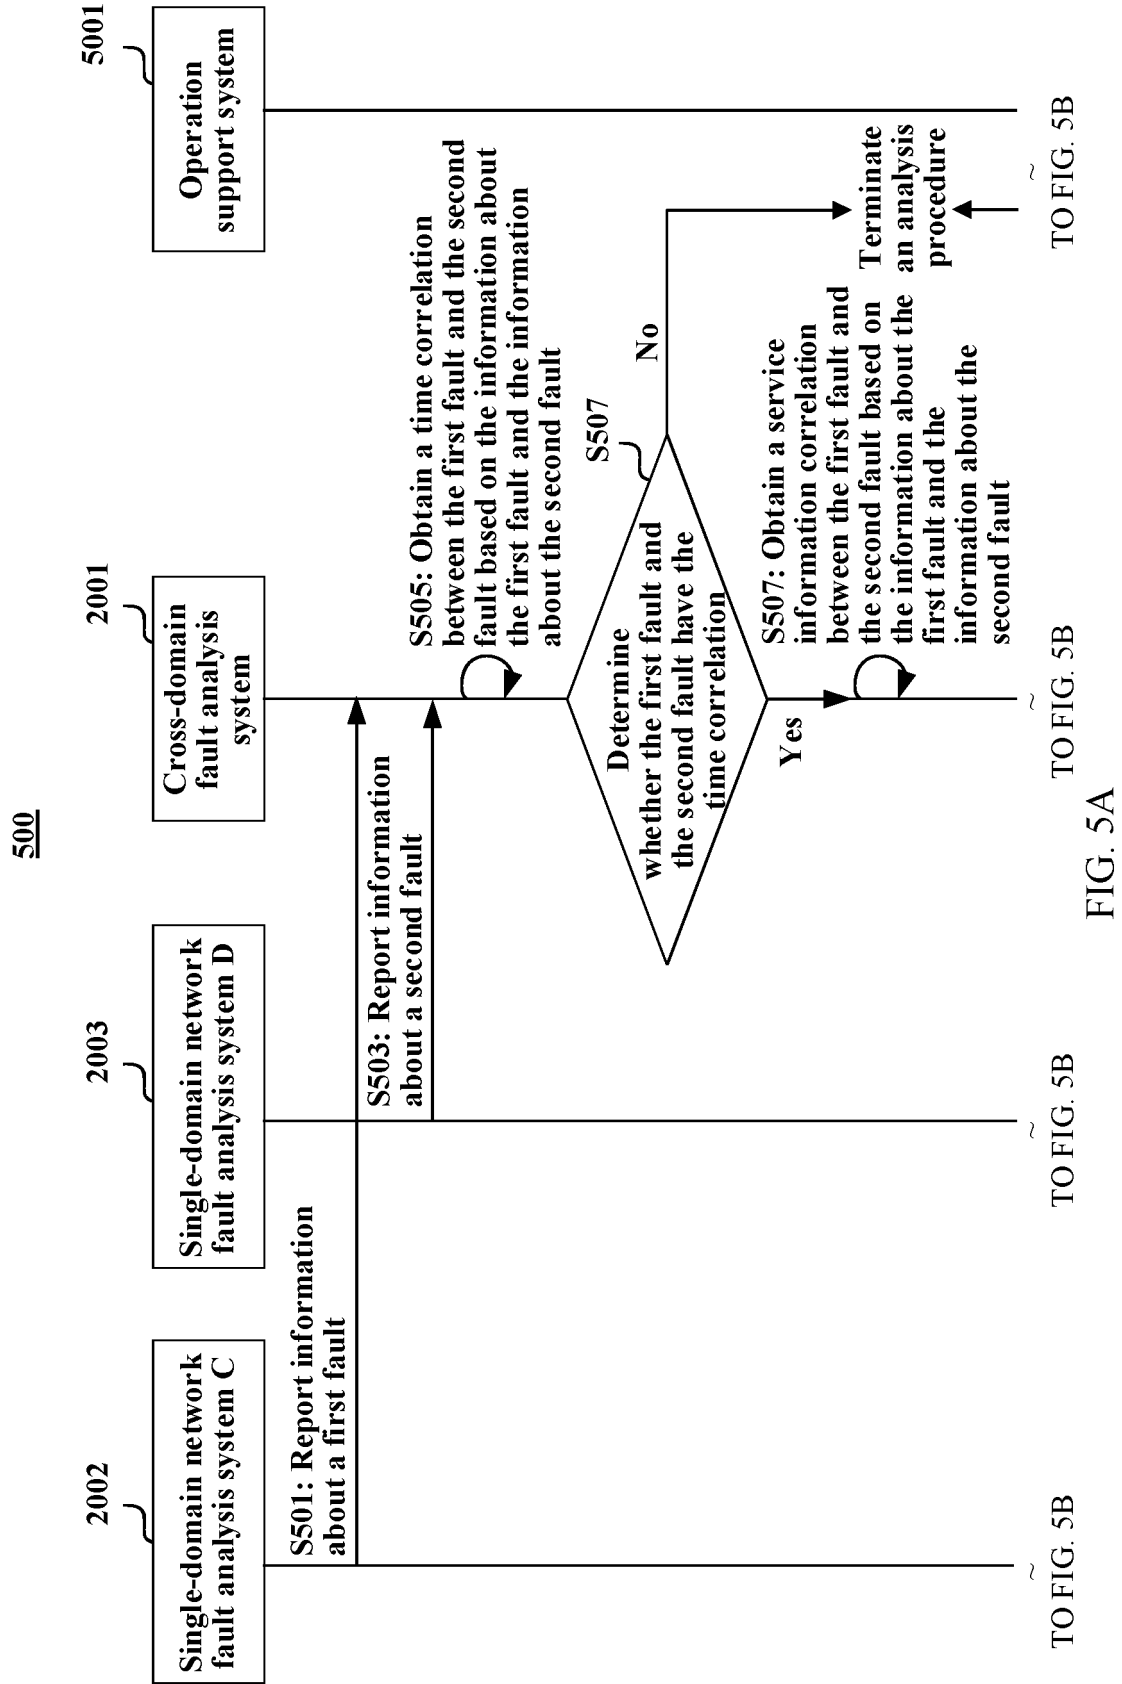 500
2002
2003
2001
5001
Single-domain network
fault analysis system C
Single-domain network
fault analysis system D
Cross-domain
fault analysis
system
Operation
support system
S501: Report information
about a first fault
S503: Report information
about a second fault
S505: Obtain a time correlation
between the first fault and the second
fault based on the information about
the first fault and the information
about the second fault
S507
Determine
whether the first fault and
the second fault have the
time correlation
No
Yes
S507: Obtain a service
information correlation
between the first fault and
the second fault based on
the information about the
first fault and the
information about the
second fault
Terminate
an analysis
procedure
~
~
~
~
TO FIG. 5B
TO FIG. 5B
TO FIG. 5B
TO FIG. 5B
FIG. 5A